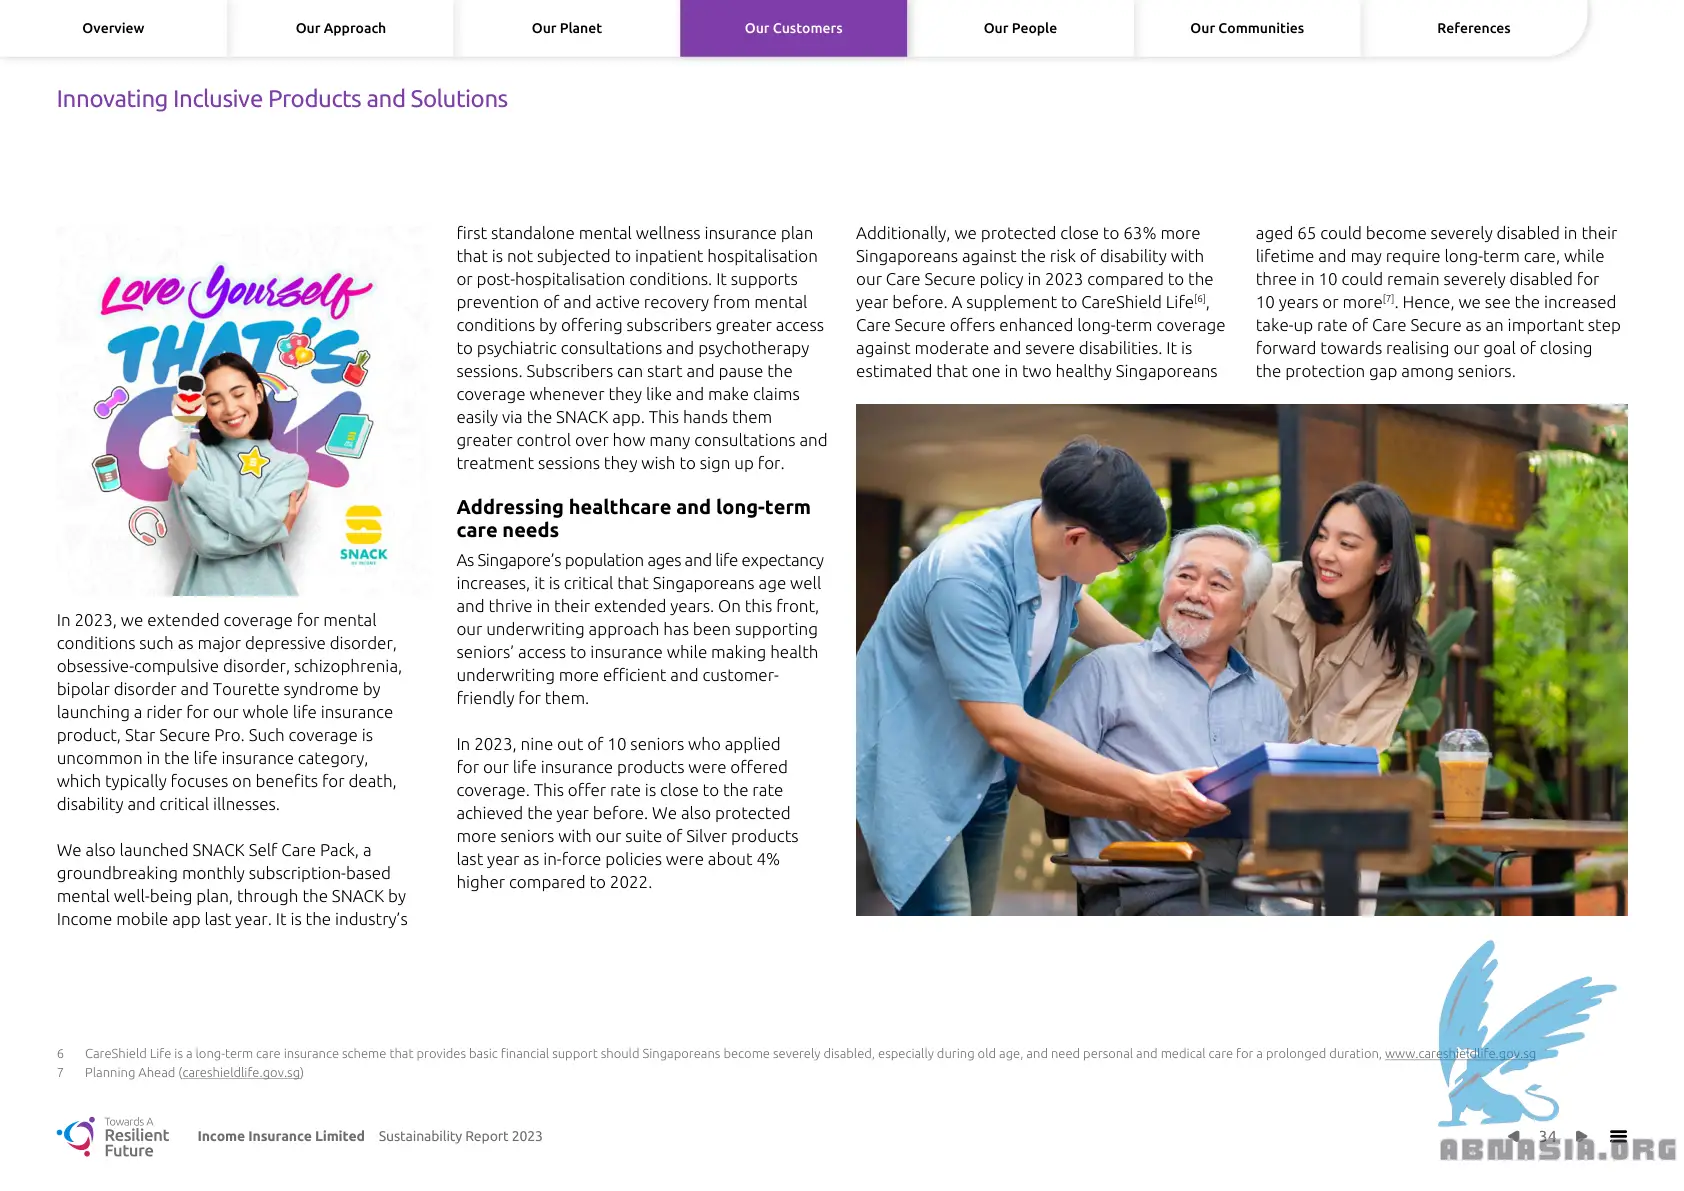 Overview
Our Approach
Our Planet
Our Customers
Our People
Our Communities
References
Innovating Inclusive Products and Solutions
Love Yourself
THAT'S
OK
SNACK
BY INCOME
In 2023, we extended coverage for mental
conditions such as major depressive disorder,
obsessive-compulsive disorder, schizophrenia,
bipolar disorder and Tourette syndrome by
launching a rider for our whole life insurance
product, Star Secure Pro. Such coverage is
uncommon in the life insurance category,
which typically focuses on benefits for death,
disability and critical illnesses.
We also launched SNACK Self Care Pack, a
groundbreaking monthly subscription-based
mental well-being plan, through the SNACK by
Income mobile app last year. It is the industry's
first standalone mental wellness insurance plan
that is not subjected to inpatient hospitalisation
or post-hospitalisation conditions. It supports
prevention of and active recovery from mental
conditions by offering subscribers greater access
to psychiatric consultations and psychotherapy
sessions. Subscribers can start and pause the
coverage whenever they like and make claims
easily via the SNACK app. This hands them
greater control over how many consultations and
treatment sessions they wish to sign up for.
Addressing healthcare and long-term
care needs
As Singapore's population ages and life expectancy
increases, it is critical that Singaporeans age well
and thrive in their extended years. On this front,
our underwriting approach has been supporting
seniors' access to insurance while making health
underwriting more efficient and customer-
friendly for them.
In 2023, nine out of 10 seniors who applied
for our life insurance products were offered
coverage. This offer rate is close to the rate
achieved the year before. We also protected
more seniors with our suite of Silver products
last year as in-force policies were about 4%
higher compared to 2022.
Additionally, we protected close to 63% more
Singaporeans against the risk of disability with
our Care Secure policy in 2023 compared to the
year before. A supplement to CareShield Life[6],
Care Secure offers enhanced long-term coverage
against moderate and severe disabilities. It is
estimated that one in two healthy Singaporeans
aged 65 could become severely disabled in their
lifetime and may require long-term care, while
three in 10 could remain severely disabled for
10 years or more[7]. Hence, we see the increased
take-up rate of Care Secure as an important step
forward towards realising our goal of closing
the protection gap among seniors.
6 CareShield Life is a long-term care insurance scheme that provides basic financial support should Singaporeans become severely disabled, especially during old age, and need personal and medical care for a prolonged duration, www.careshieldlife.gov.sg
7 Planning Ahead (careshieldlife.gov.sg)
Towards A
Resilient
Future
Income Insurance Limited Sustainability Report 2023
34
ABNASIA.ORG